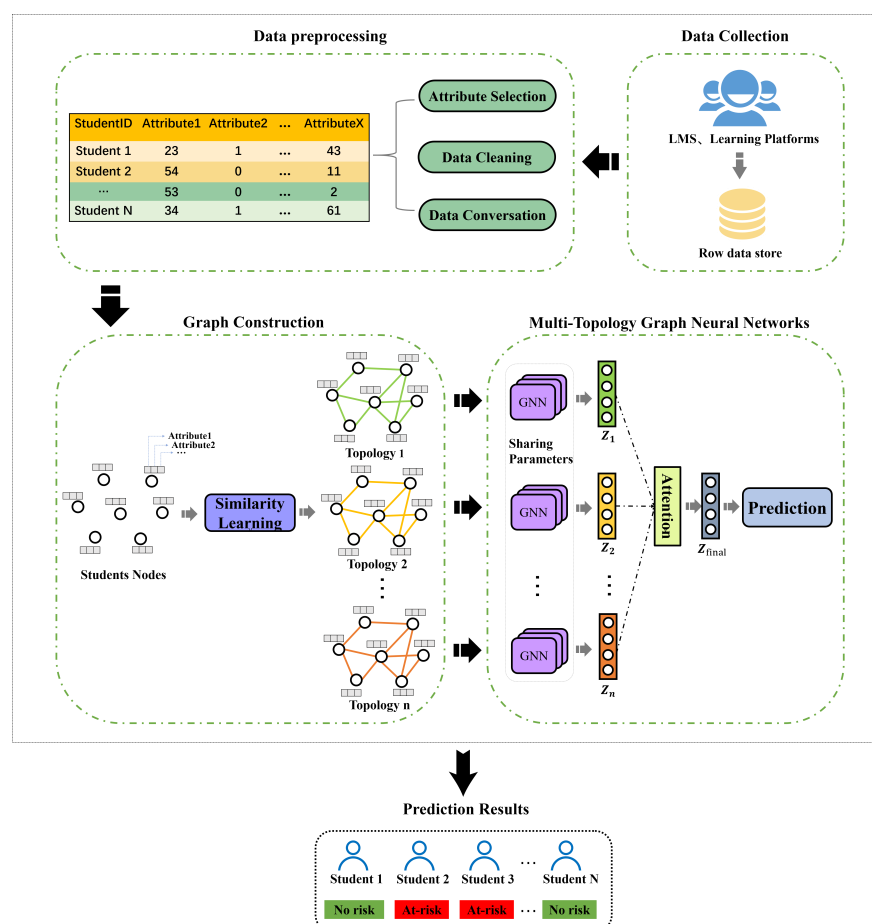 Data preprocessing
Data Collection
StudentID Attribute1 Attribute2 ... AttributeX
Student 1 23 1 ... 43
Student 2 54 0 ... 11
... 53 0 ... 2
Student N 34 1 ... 61
Attribute Selection
Data Cleaning
Data Conversation
LMS、Learning Platforms
Row data store
Graph Construction
Multi-Topology Graph Neural Networks
Attribute1
Attribute2
...
Students Nodes
Similarity
Learning
Topology 1
Topology 2
⋮
Topology n
GNN
Sharing
Parameters
GNN
⋮
GNN
Z1
Z2
⋮
Zn
Attention
Zfinal
Prediction
Prediction Results
Student 1 Student 2 Student 3 ... Student N
No risk At-risk At-risk ... No risk